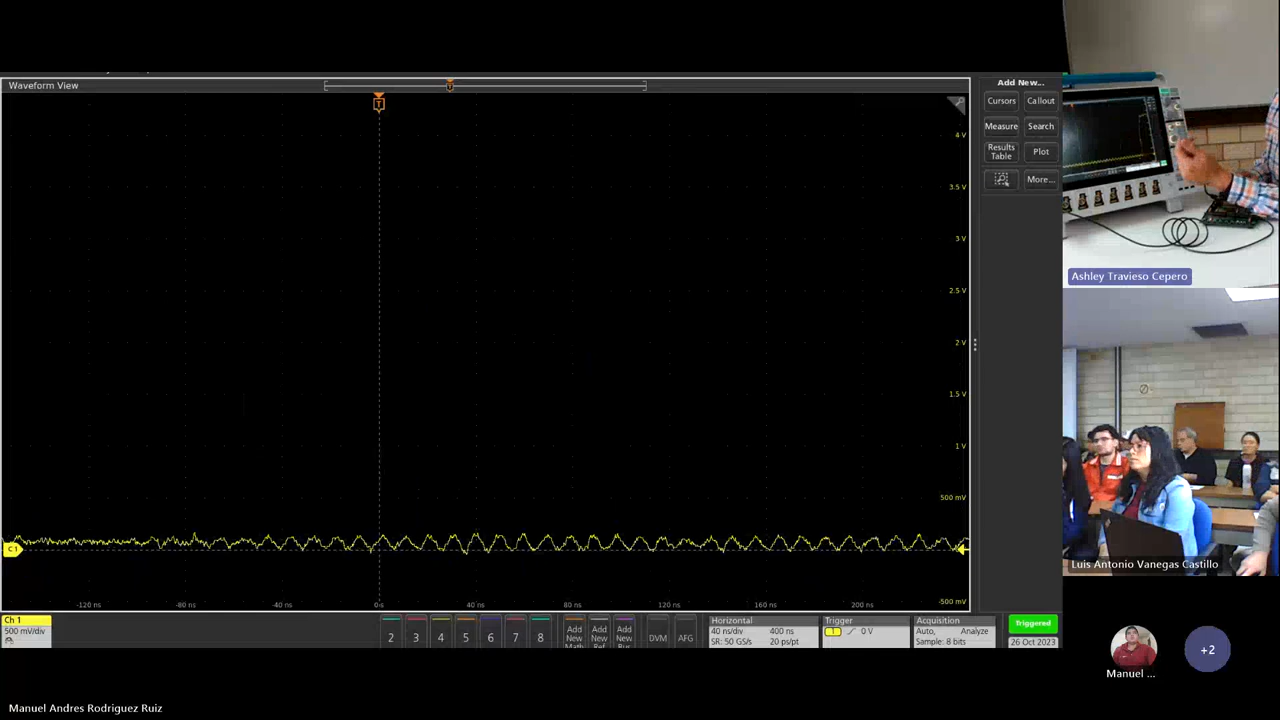 Waveform View
T
T
4 V
3.5 V
3 V
2.5 V
2 V
1.5 V
1 V
500 mV
-500 mV
C 1
-120 ns
-80 ns
-40 ns
0 s
40 ns
80 ns
120 ns
160 ns
200 ns
Add New...
Cursors
Callout
Measure
Search
Results
Table
Plot
More...
Ch 1
500 mV/div
2
3
4
5
6
7
8
Add
New
Math
Add
New
Ref
Add
New
Bus
DVM
AFG
Horizontal
40 ns/div 400 ns
SR: 50 GS/s 20 ps/pt
Trigger
1 0 V
Acquisition
Auto, Analyze
Sample: 8 bits
Triggered
26 Oct 2023
Ashley Travieso Cepero
Luis Antonio Vanegas Castillo
Manuel ...
+2
Manuel Andres Rodriguez Ruiz